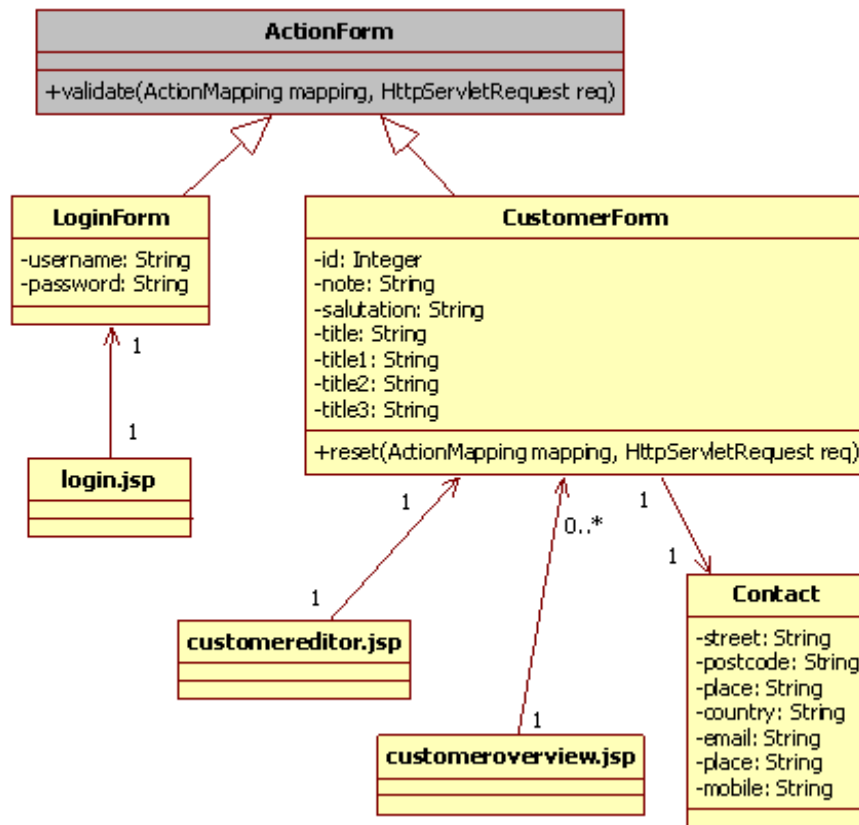 ActionForm
+validate(ActionMapping mapping, HttpServletRequest req)
LoginForm
-username: String
-password: String
CustomerForm
-id: Integer
-note: String
-salutation: String
-title: String
-title1: String
-title2: String
-title3: String
+reset(ActionMapping mapping, HttpServletRequest req)
1
1
login.jsp
1
0..*
1
1
1
customereditor.jsp
1
customeroverview.jsp
Contact
-street: String
-postcode: String
-place: String
-country: String
-email: String
-place: String
-mobile: String